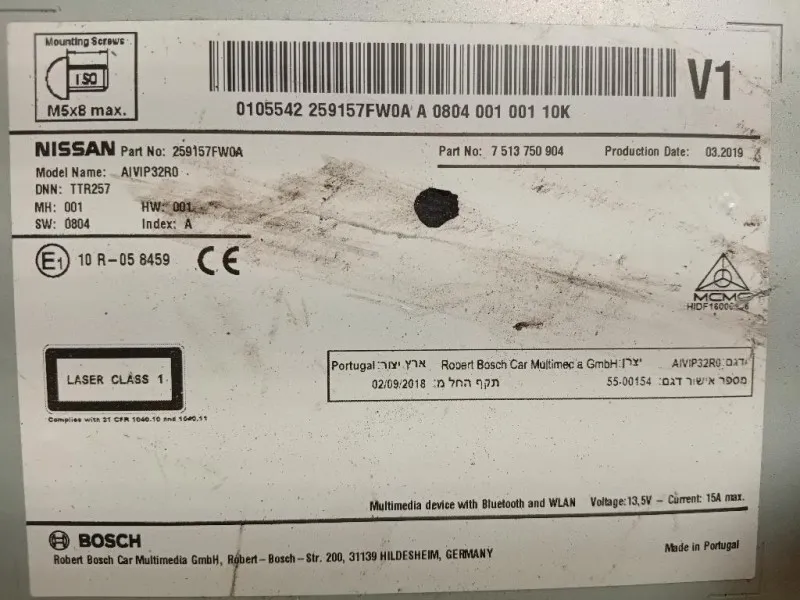 Mounting Screws
ISO
M5x8 max.
V1
0105542 259157FW0A A 0804 001 001 10K
NISSAN Part No: 259157FW0A
Part No: 7 513 750 904 Production Date: 03.2019
Model Name: AIVIP32R0
DNN: TTR257
MH: 001 HW: 001
SW: 0804 Index: A
E1 10 R-05 8459 CE
MCMC
LASER CLASS 1
Complies with 21 CFR 1040.10 and 1040.11
דגם: AIVIP32R0 יצרן: Robert Bosch Car Multimedia GmbH ארץ יצור: Portugal
מספר אישור דגם: 55-00154 תקף החל מ: 02/09/2018
Multimedia device with Bluetooth and WLAN Voltage: 13,5V - Current: 15A max.
BOSCH
Robert Bosch Car Multimedia GmbH, Robert-Bosch-Str. 200, 31139 HILDESHEIM, GERMANY
Made in Portugal